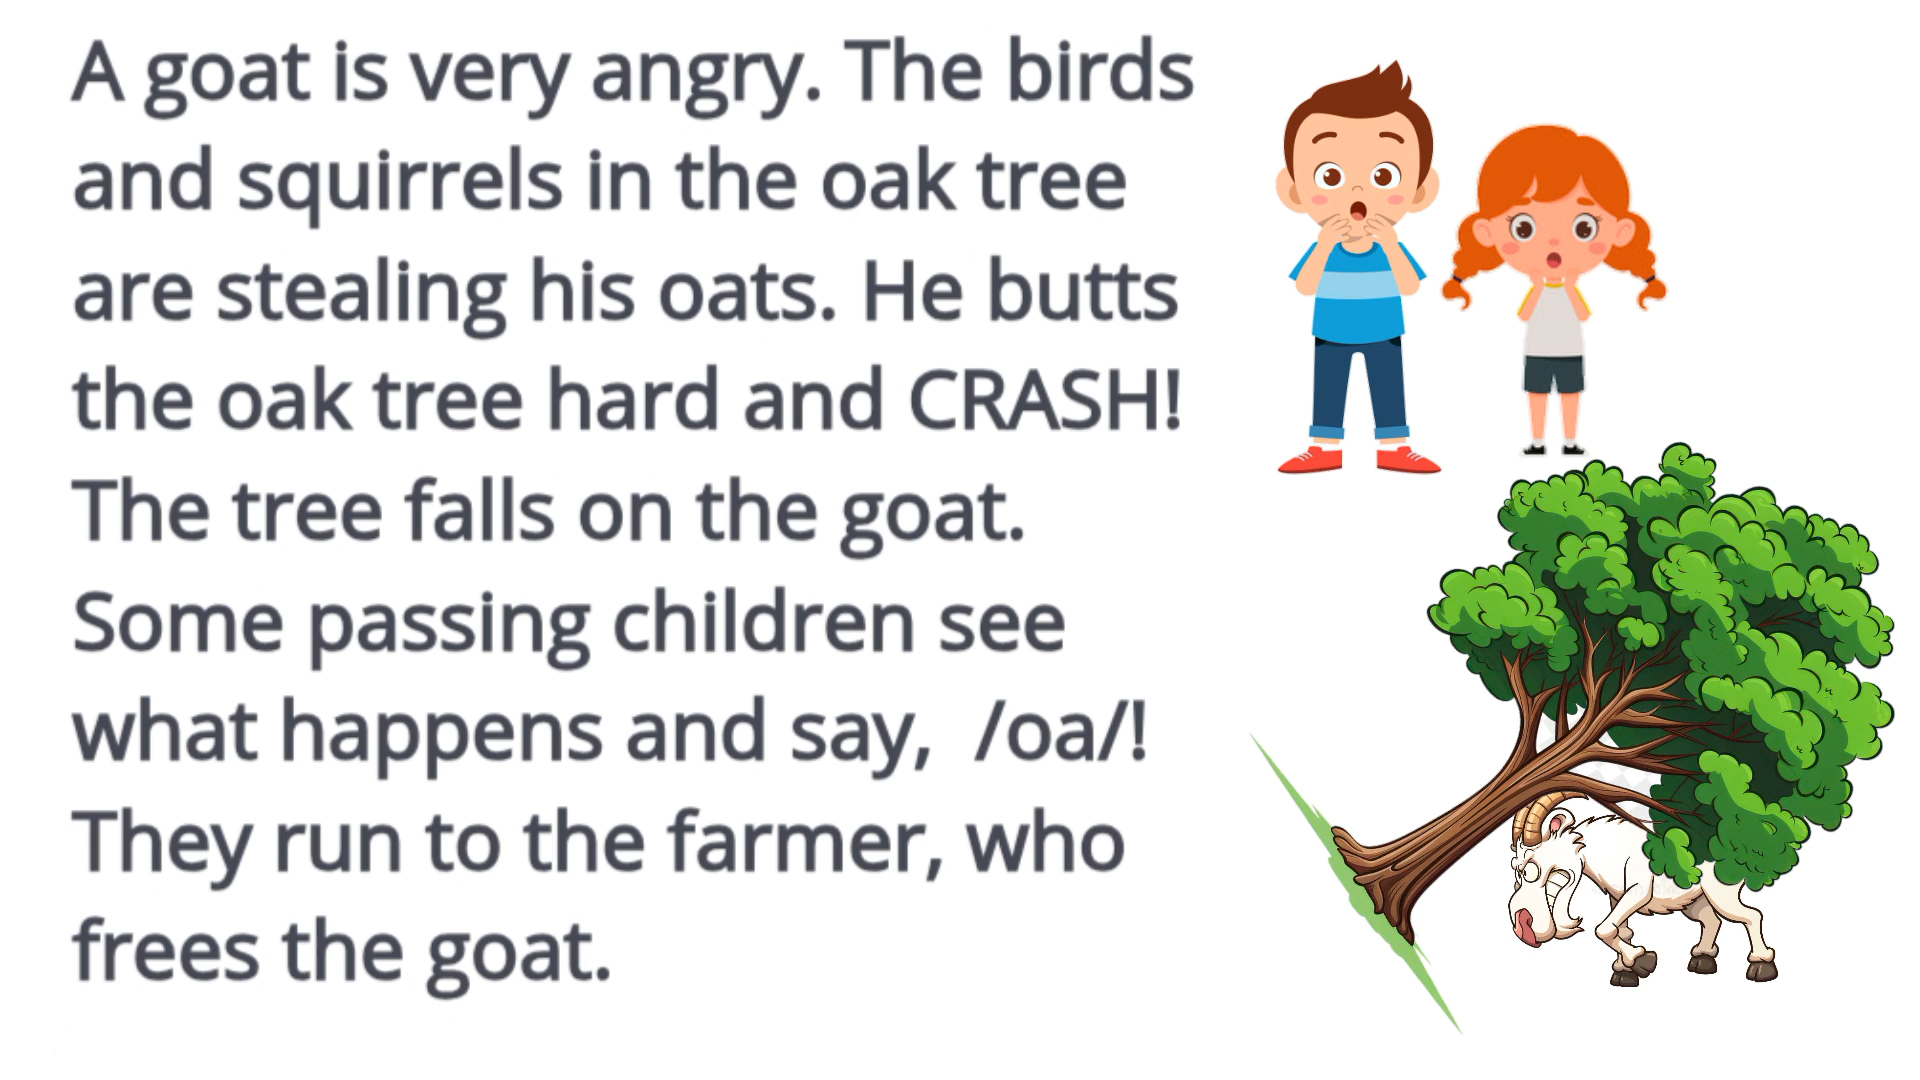 A goat is very angry. The birds
and squirrels in the oak tree
are stealing his oats. He butts
the oak tree hard and CRASH!
The tree falls on the goat.
Some passing children see
what happens and say,  /oa/!
They run to the farmer, who
frees the goat.